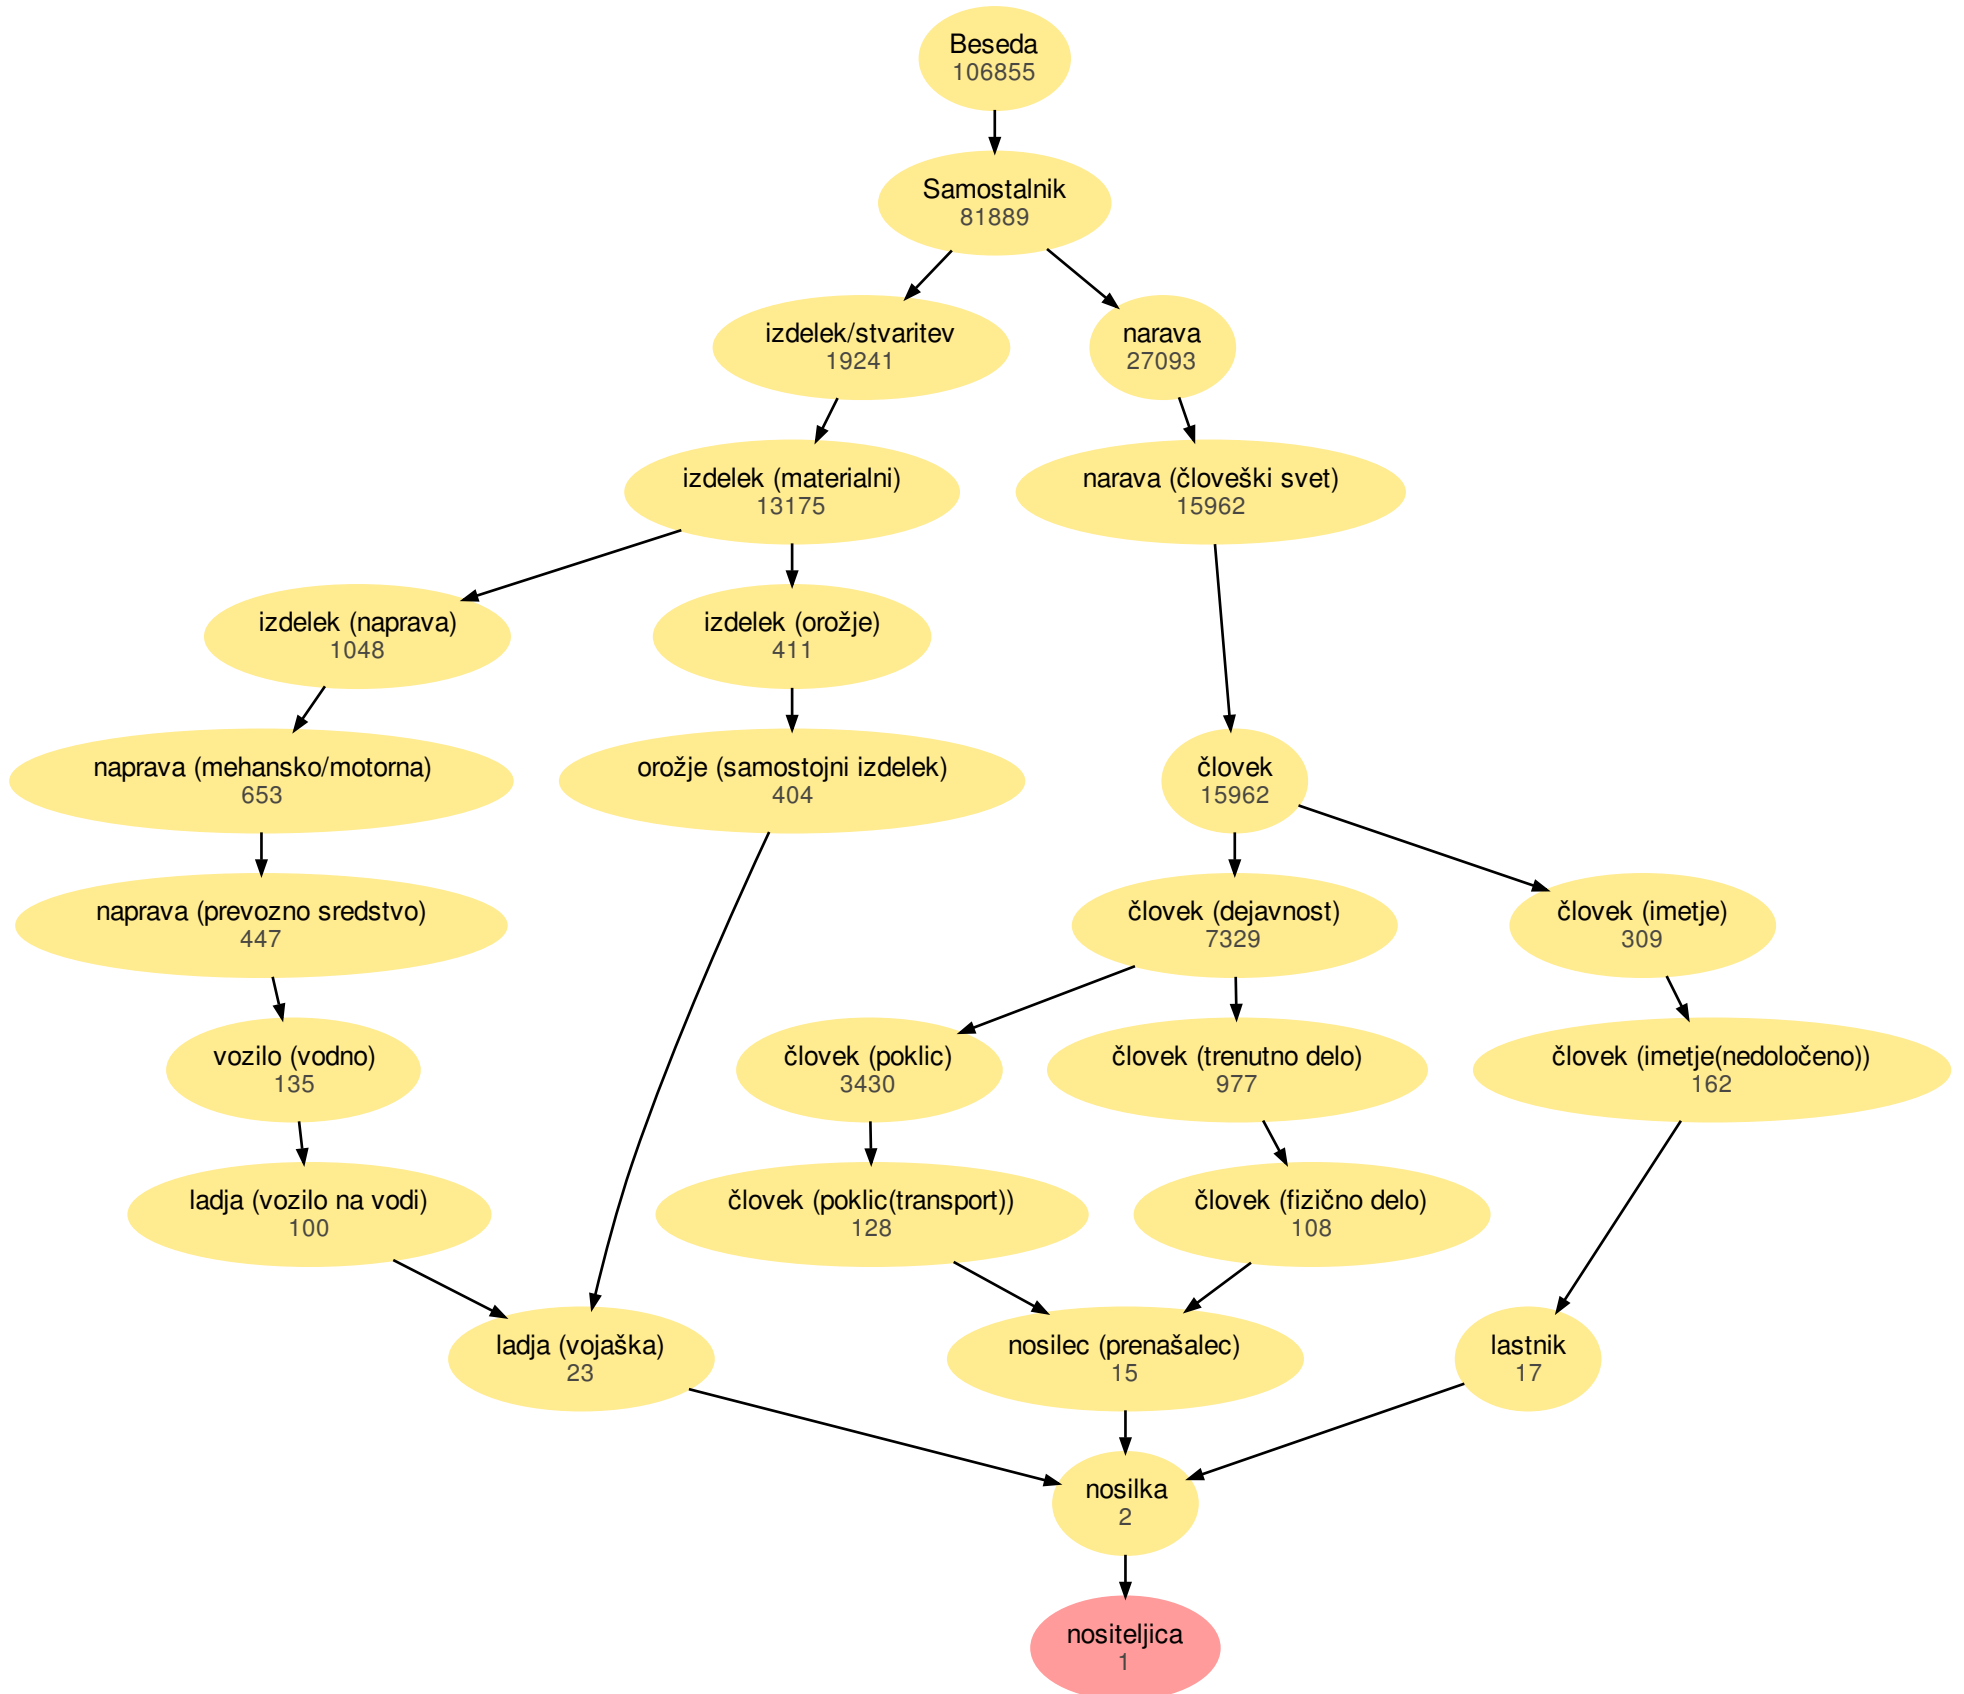 Beseda
106855
Samostalnik
81889
izdelek/stvaritev
19241
narava
27093
izdelek (materialni)
13175
narava (človeški svet)
15962
izdelek (naprava)
1048
izdelek (orožje)
411
naprava (mehansko/motorna)
653
orožje (samostojni izdelek)
404
človek
15962
naprava (prevozno sredstvo)
447
človek (dejavnost)
7329
človek (imetje)
309
vozilo (vodno)
135
človek (poklic)
3430
človek (trenutno delo)
977
človek (imetje(nedoločeno))
162
ladja (vozilo na vodi)
100
človek (poklic(transport))
128
človek (fizično delo)
108
ladja (vojaška)
23
nosilec (prenašalec)
15
lastnik
17
nosilka
2
nositeljica
1